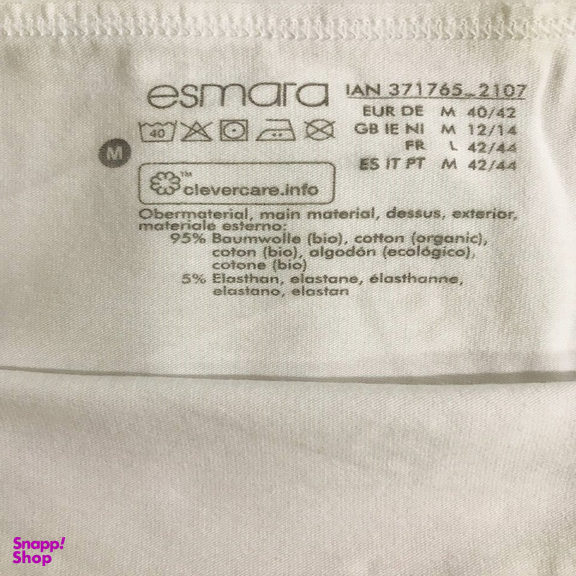 esmara
IAN 371765_2107
EUR DE M 40/42
GB IE NI M 12/14
FR L 42/44
ES IT PT M 42/44
40
M
™
clevercare.info
Obermaterial, main material, dessus, exterior,
materiale esterno:
95% Baumwolle (bio), cotton (organic),
coton (bio), algodón (ecológico),
cotone (bio)
5% Elasthan, elastane, élasthanne,
elastano, elastan
Snapp!
Shop